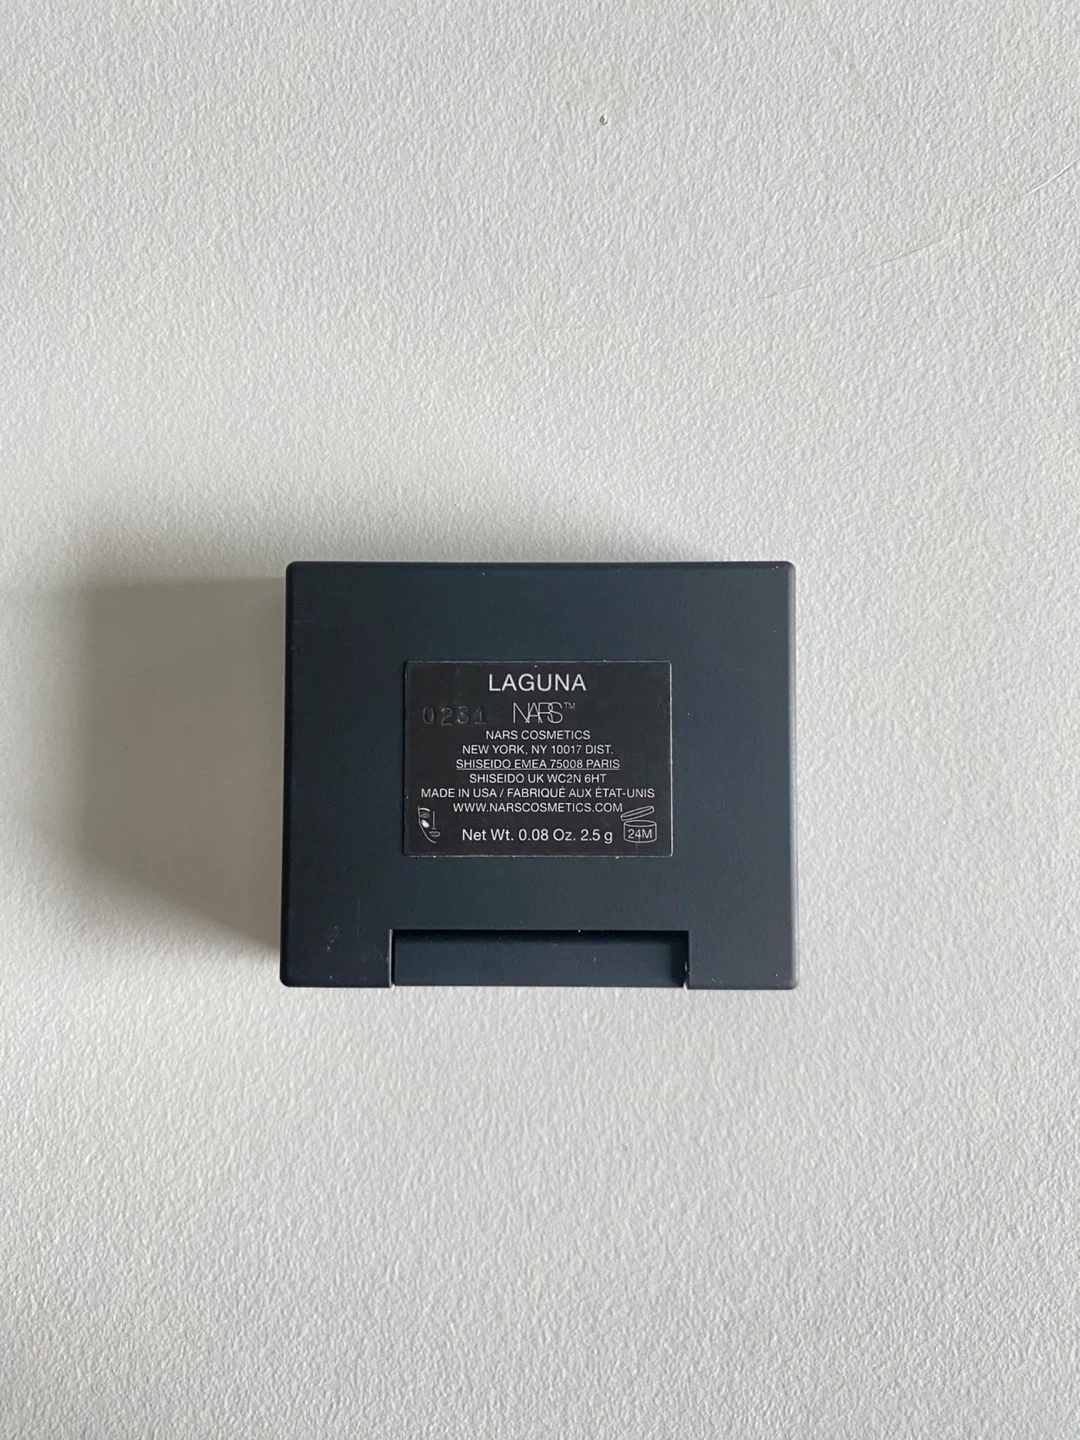 LAGUNA
0231 NARS™
NARS COSMETICS
NEW YORK, NY 10017 DIST.
SHISEIDO EMEA 75008 PARIS
SHISEIDO UK WC2N 6HT
MADE IN USA / FABRIQUÉ AUX ÉTAT-UNIS
WWW.NARSCOSMETICS.COM
Net Wt. 0.08 Oz. 2.5 g 24M